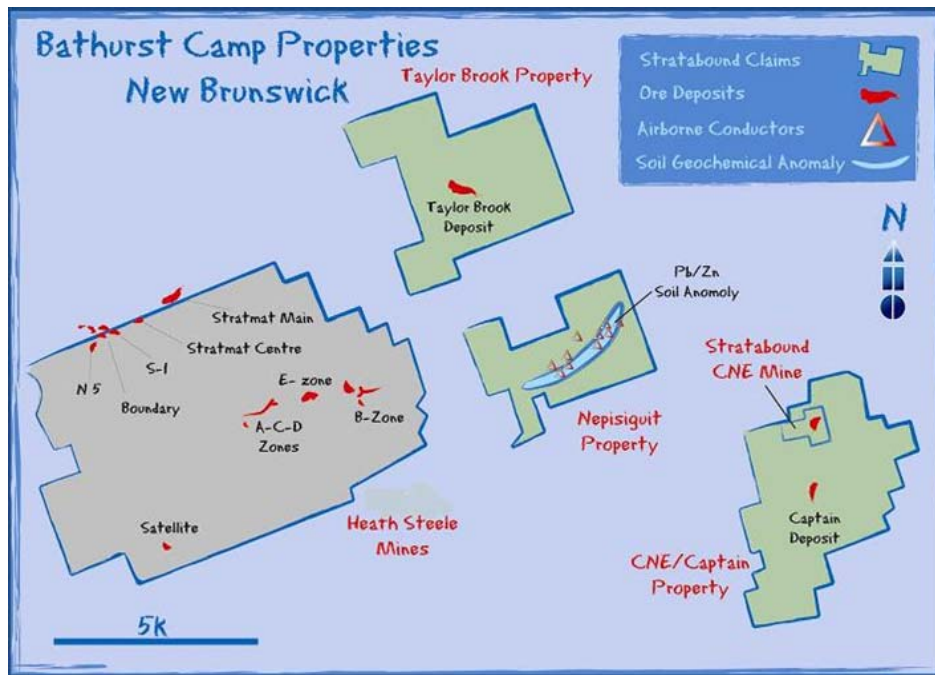 Bathurst Camp Properties
New Brunswick
Taylor Brook Property
Stratabound Claims
Ore Deposits
Airborne Conductors
Soil Geochemical Anomaly
N
Taylor Brook
Deposit
Pb/Zn
Soil Anomoly
Stratmat Main
Stratmat Centre
S-1
N 5
Boundary
E- zone
B-Zone
A-C-D
Zones
Stratabound
CNE Mine
Nepisiguit
Property
Satellite
Heath Steele
Mines
Captain
Deposit
CNE/Captain
Property
5K